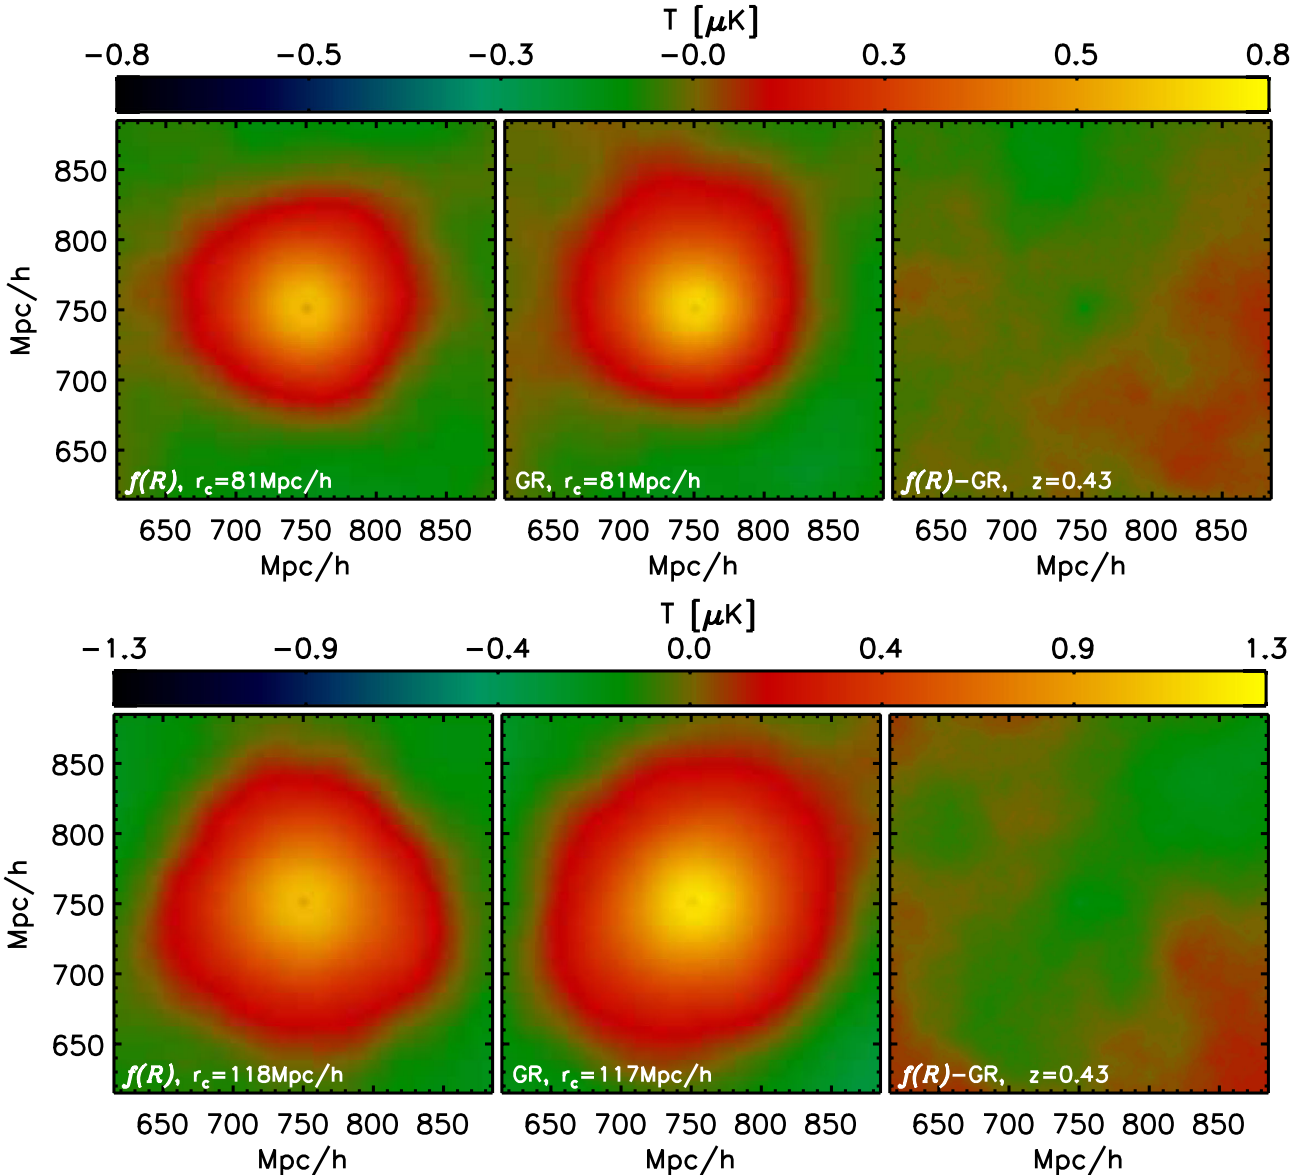 T [μK]
−0.8 −0.5 −0.3 −0.0 0.3 0.5 0.8
850
800
750
700
650
Mpc/h
f(R), r_c=81Mpc/h
GR, r_c=81Mpc/h
f(R)−GR, z=0.43
650 700 750 800 850 650 700 750 800 850 650 700 750 800 850
Mpc/h Mpc/h Mpc/h
T [μK]
−1.3 −0.9 −0.4 0.0 0.4 0.9 1.3
850
800
750
700
650
Mpc/h
f(R), r_c=118Mpc/h
GR, r_c=117Mpc/h
f(R)−GR, z=0.43
650 700 750 800 850 650 700 750 800 850 650 700 750 800 850
Mpc/h Mpc/h Mpc/h